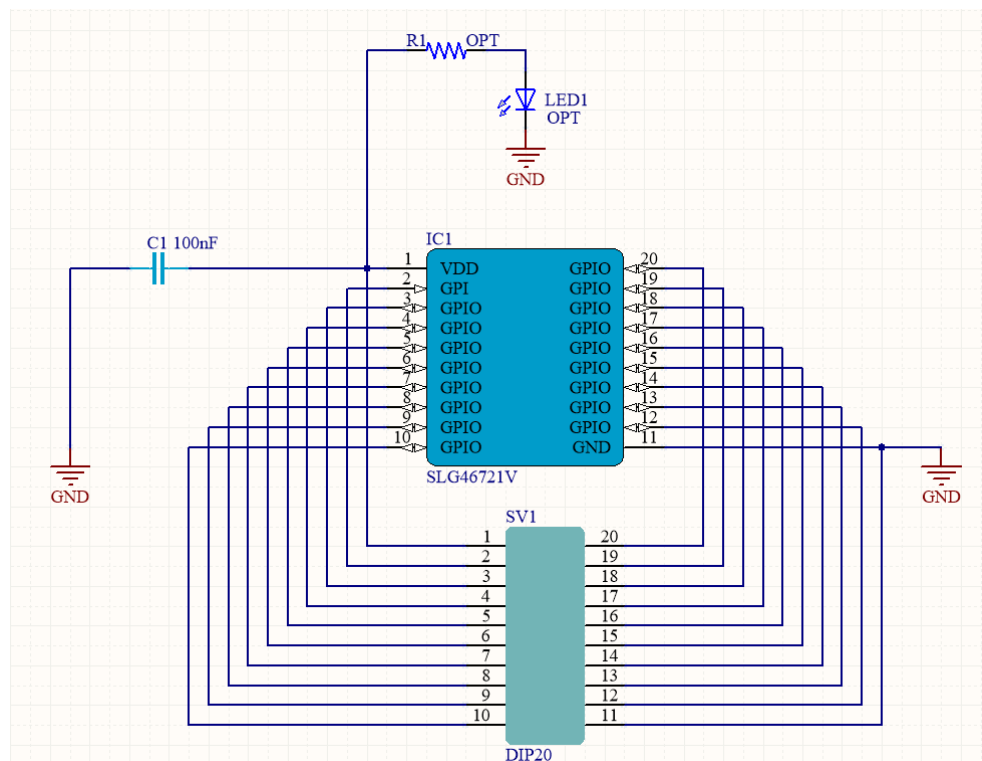 R1 OPT
LED1
OPT
GND
C1 100nF
IC1
1 VDD GPIO 20
2 GPI GPIO 19
3 GPIO GPIO 18
4 GPIO GPIO 17
5 GPIO GPIO 16
6 GPIO GPIO 15
7 GPIO GPIO 14
8 GPIO GPIO 13
9 GPIO GPIO 12
10 GPIO GND 11
SLG46721V
GND
GND
SV1
1 20
2 19
3 18
4 17
5 16
6 15
7 14
8 13
9 12
10 11
DIP20